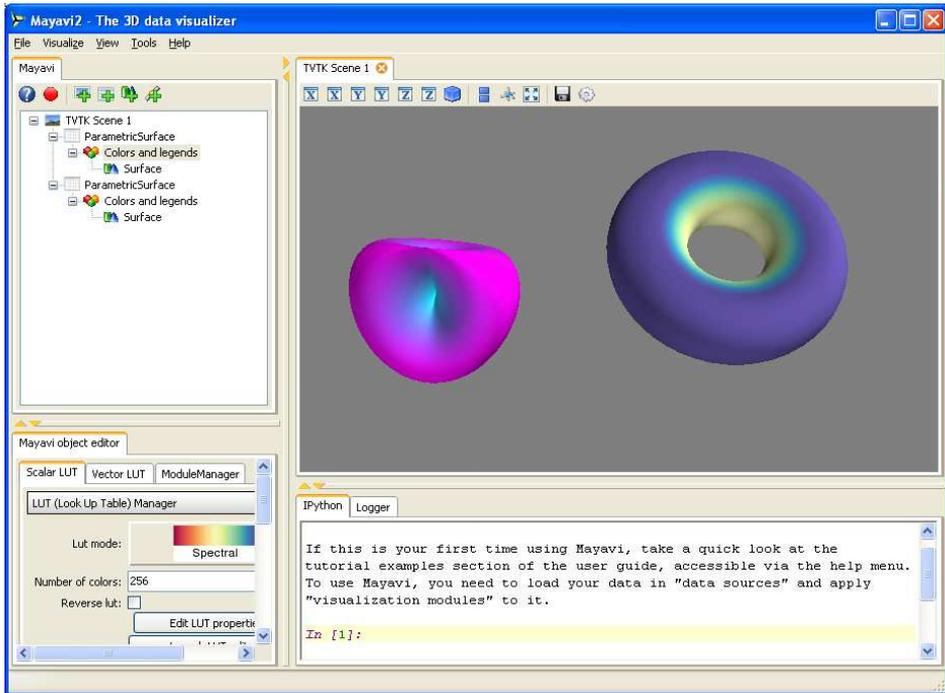 Mayavi2 - The 3D data visualizer
File Visualize View Tools Help
Mayavi
TVTK Scene 1
ParametricSurface
Colors and legends
Surface
ParametricSurface
Colors and legends
Surface
Mayavi object editor
Scalar LUT Vector LUT ModuleManager
LUT (Look Up Table) Manager
Lut mode:
Spectral
Number of colors: 256
Reverse lut:
Edit LUT propertie
TVTK Scene 1
X X Y Y Z Z
IPython Logger
If this is your first time using Mayavi, take a quick look at the
tutorial examples section of the user guide, accessible via the help menu.
To use Mayavi, you need to load your data in "data sources" and apply
"visualization modules" to it.
In [1]: